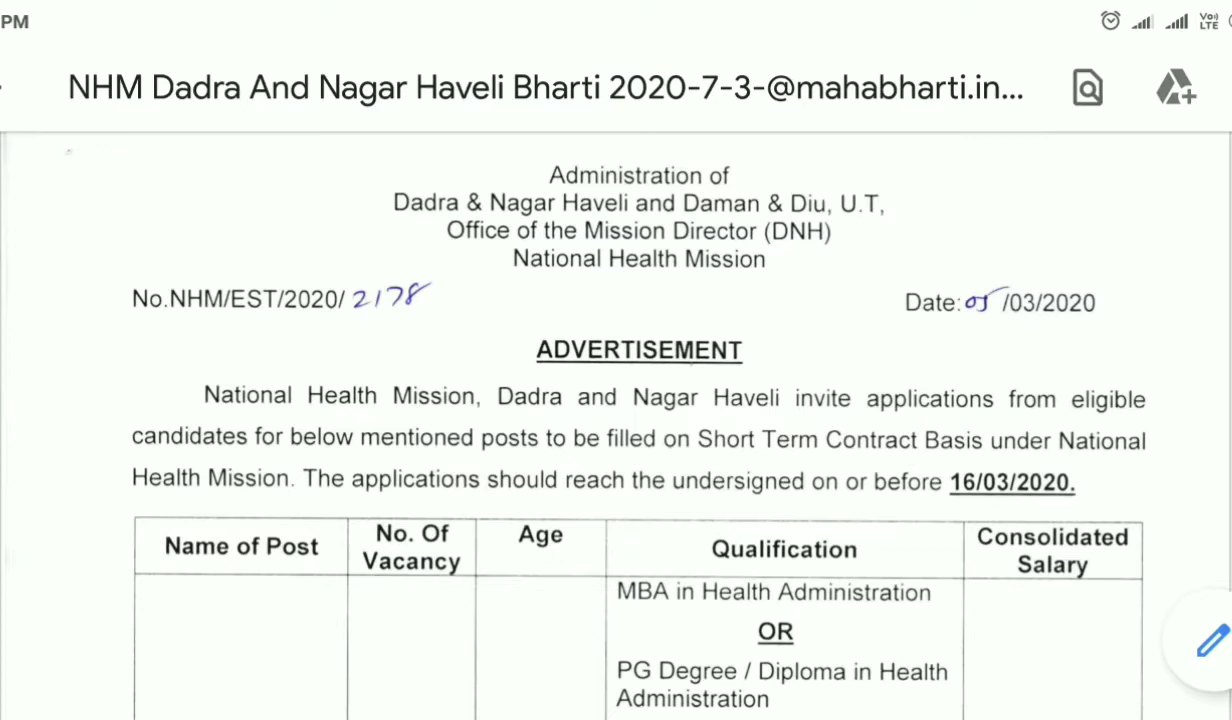 PM
Vo))
LTE
NHM Dadra And Nagar Haveli Bharti 2020-7-3-@mahabharti.in...
Administration of
Dadra & Nagar Haveli and Daman & Diu, U.T,
Office of the Mission Director (DNH)
National Health Mission
No.NHM/EST/2020/ 2178
Date: 05 /03/2020
ADVERTISEMENT
National Health Mission, Dadra and Nagar Haveli invite applications from eligible
candidates for below mentioned posts to be filled on Short Term Contract Basis under National
Health Mission. The applications should reach the undersigned on or before 16/03/2020.
Name of Post
No. Of
Vacancy
Age
Qualification
Consolidated
Salary
MBA in Health Administration
OR
PG Degree / Diploma in Health
Administration